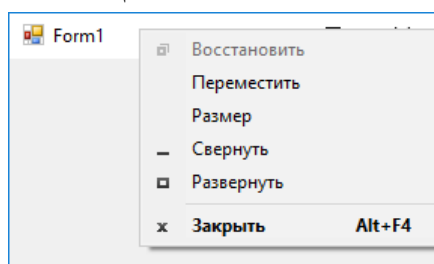 Form1
Восстановить
Переместить
Размер
Свернуть
Развернуть
Закрыть Alt+F4